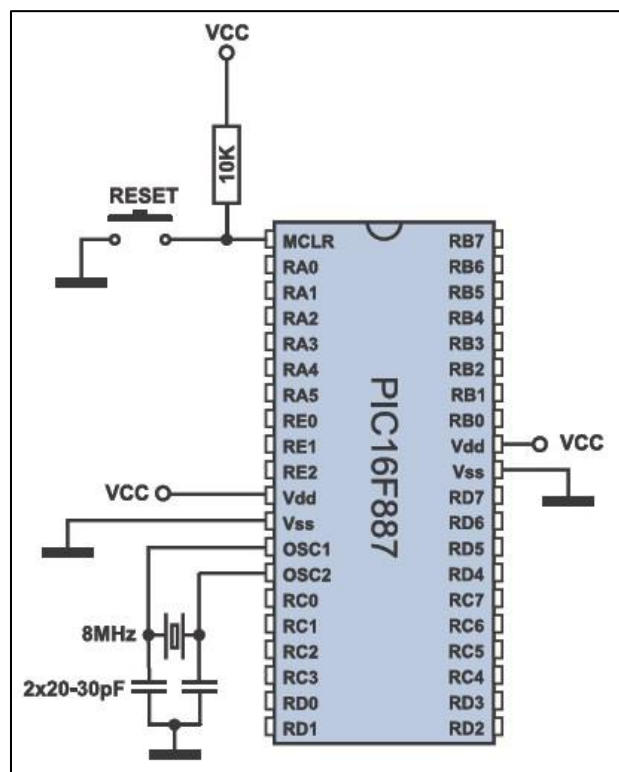 VCC
10K
RESET
MCLR
RA0
RA1
RA2
RA3
RA4
RA5
RE0
RE1
RE2
VCC
Vdd
Vss
OSC1
OSC2
RC0
RC1
RC2
RC3
RD0
RD1
PIC16F887
RB7
RB6
RB5
RB4
RB3
RB2
RB1
RB0
Vdd
VCC
Vss
RD7
RD6
RD5
RD4
RC7
RC6
RC5
RC4
RD3
RD2
8MHz
2x20-30pF